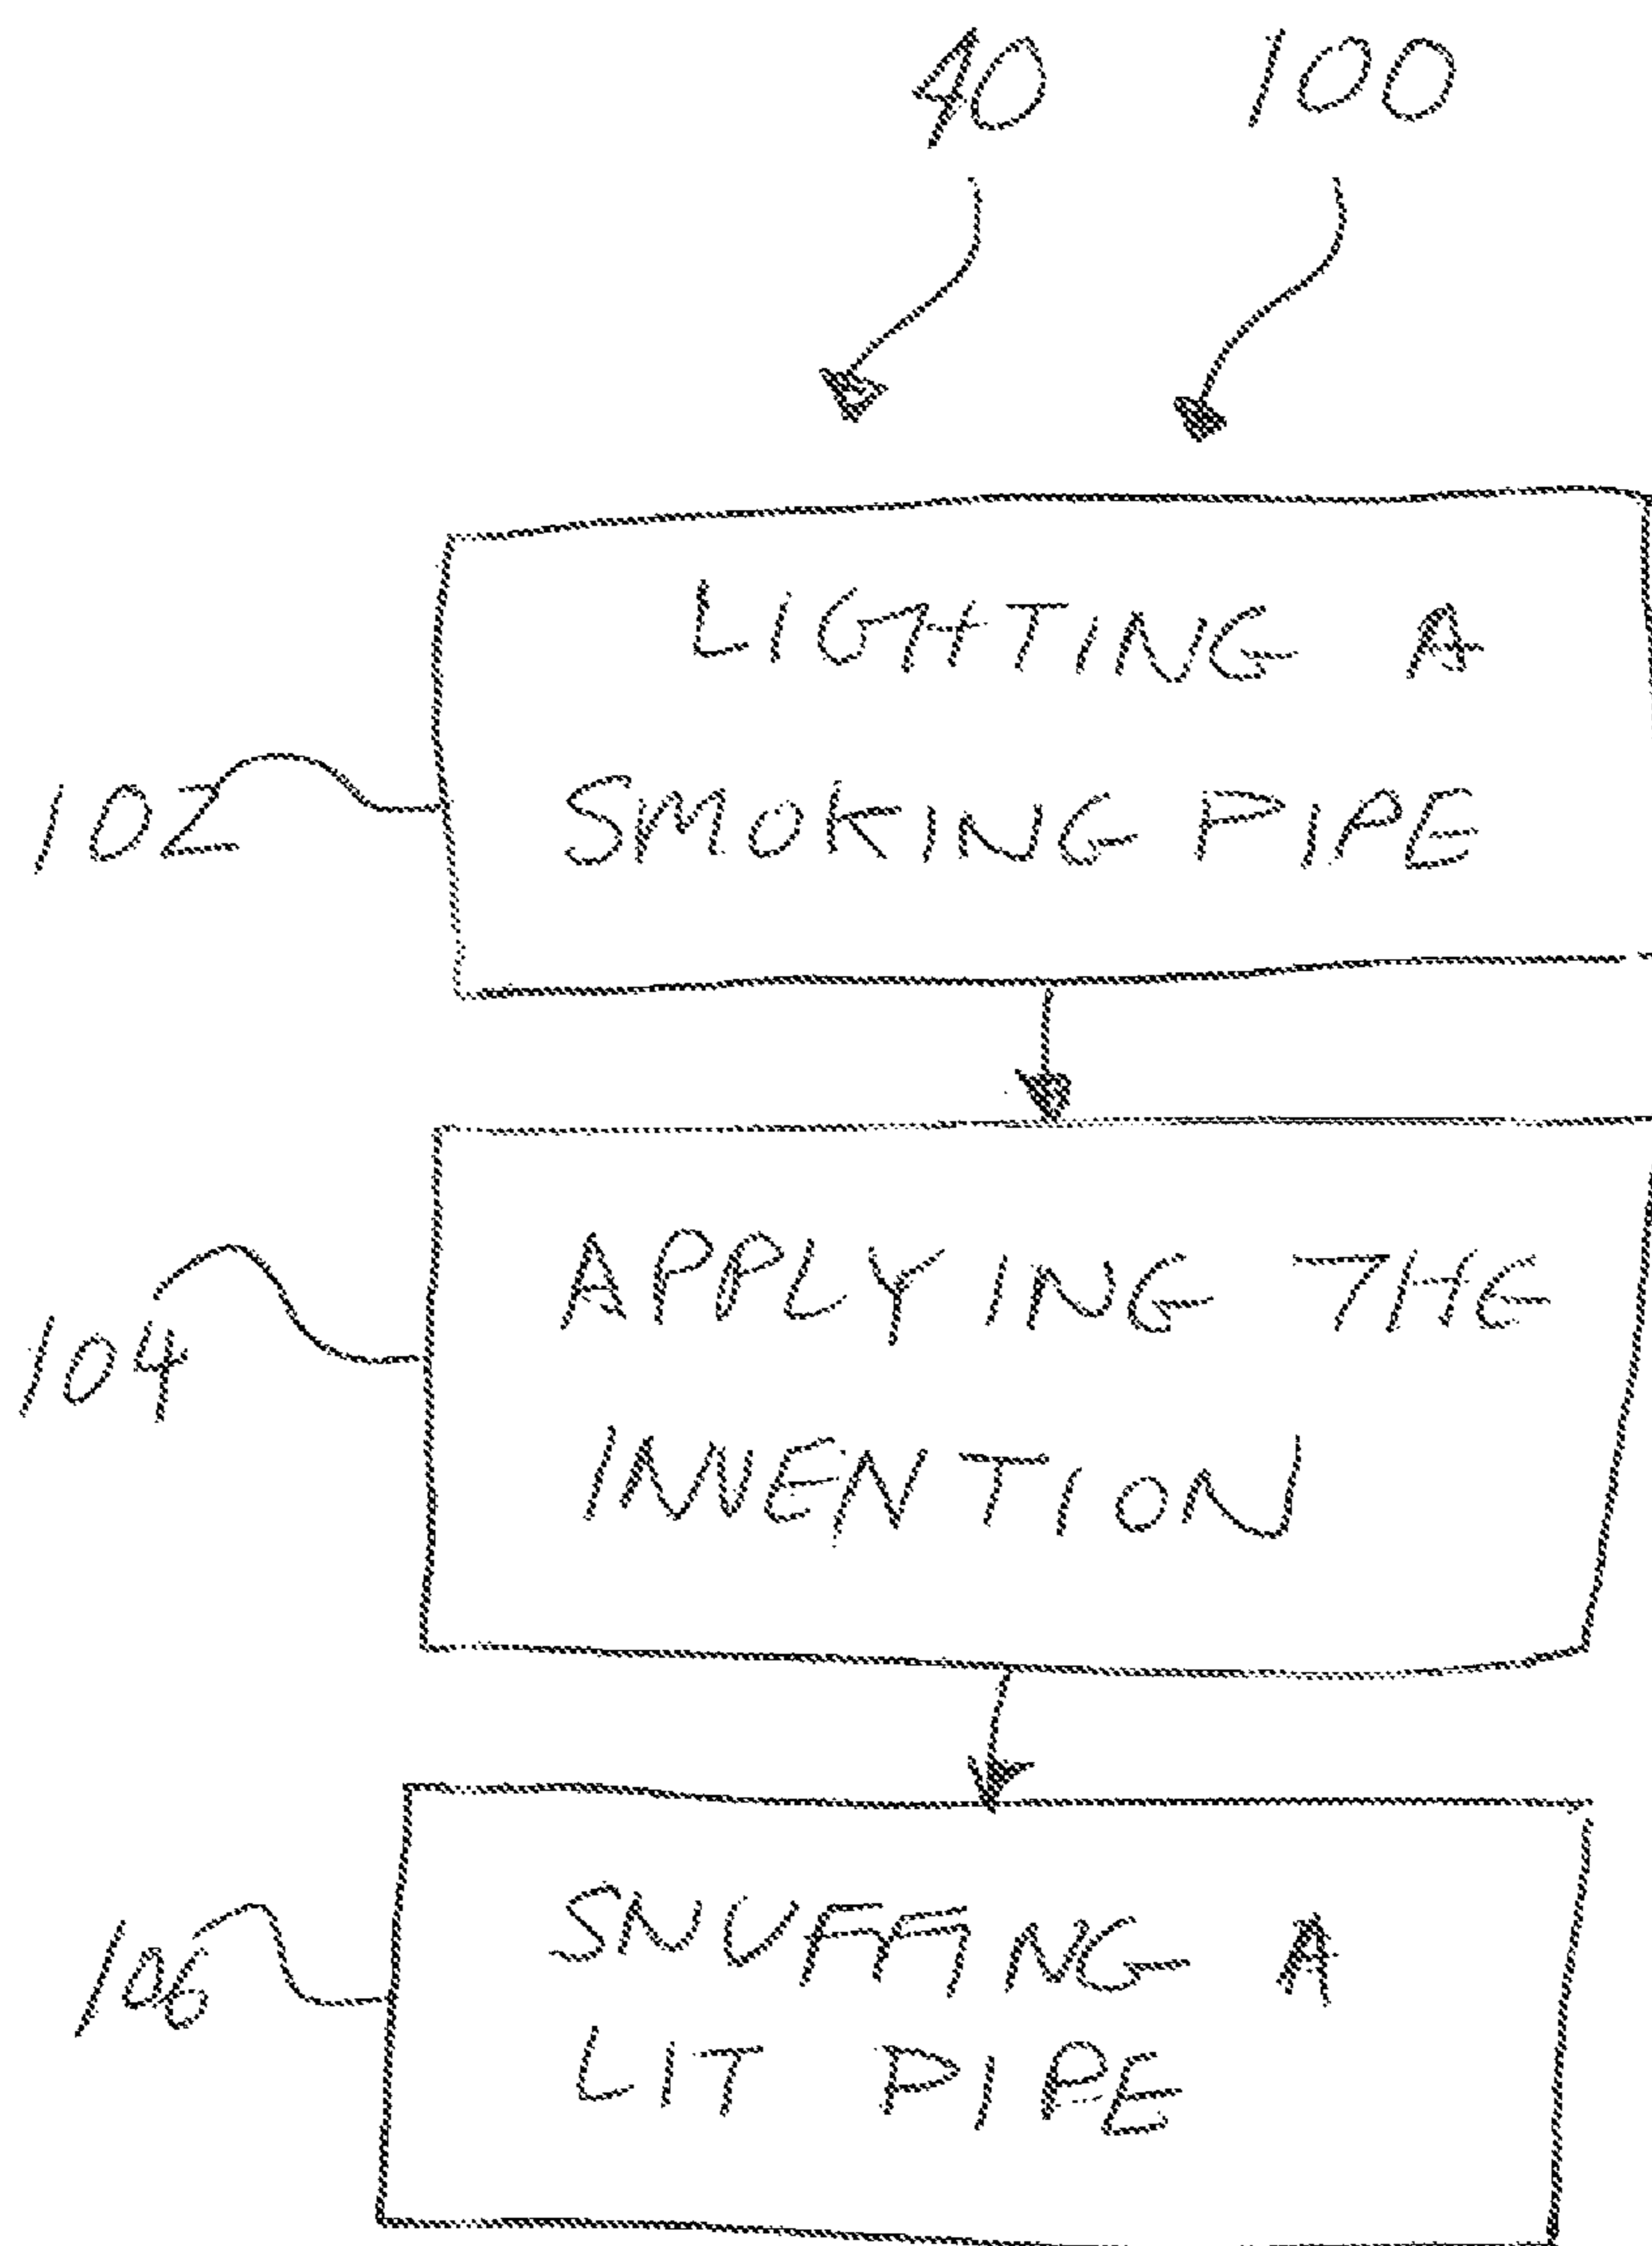 40 100
LIGHTING A
102 SMOKING PIPE
APPLYING THE
104
INVENTION
SNUFFING A
106
LIT PIPE